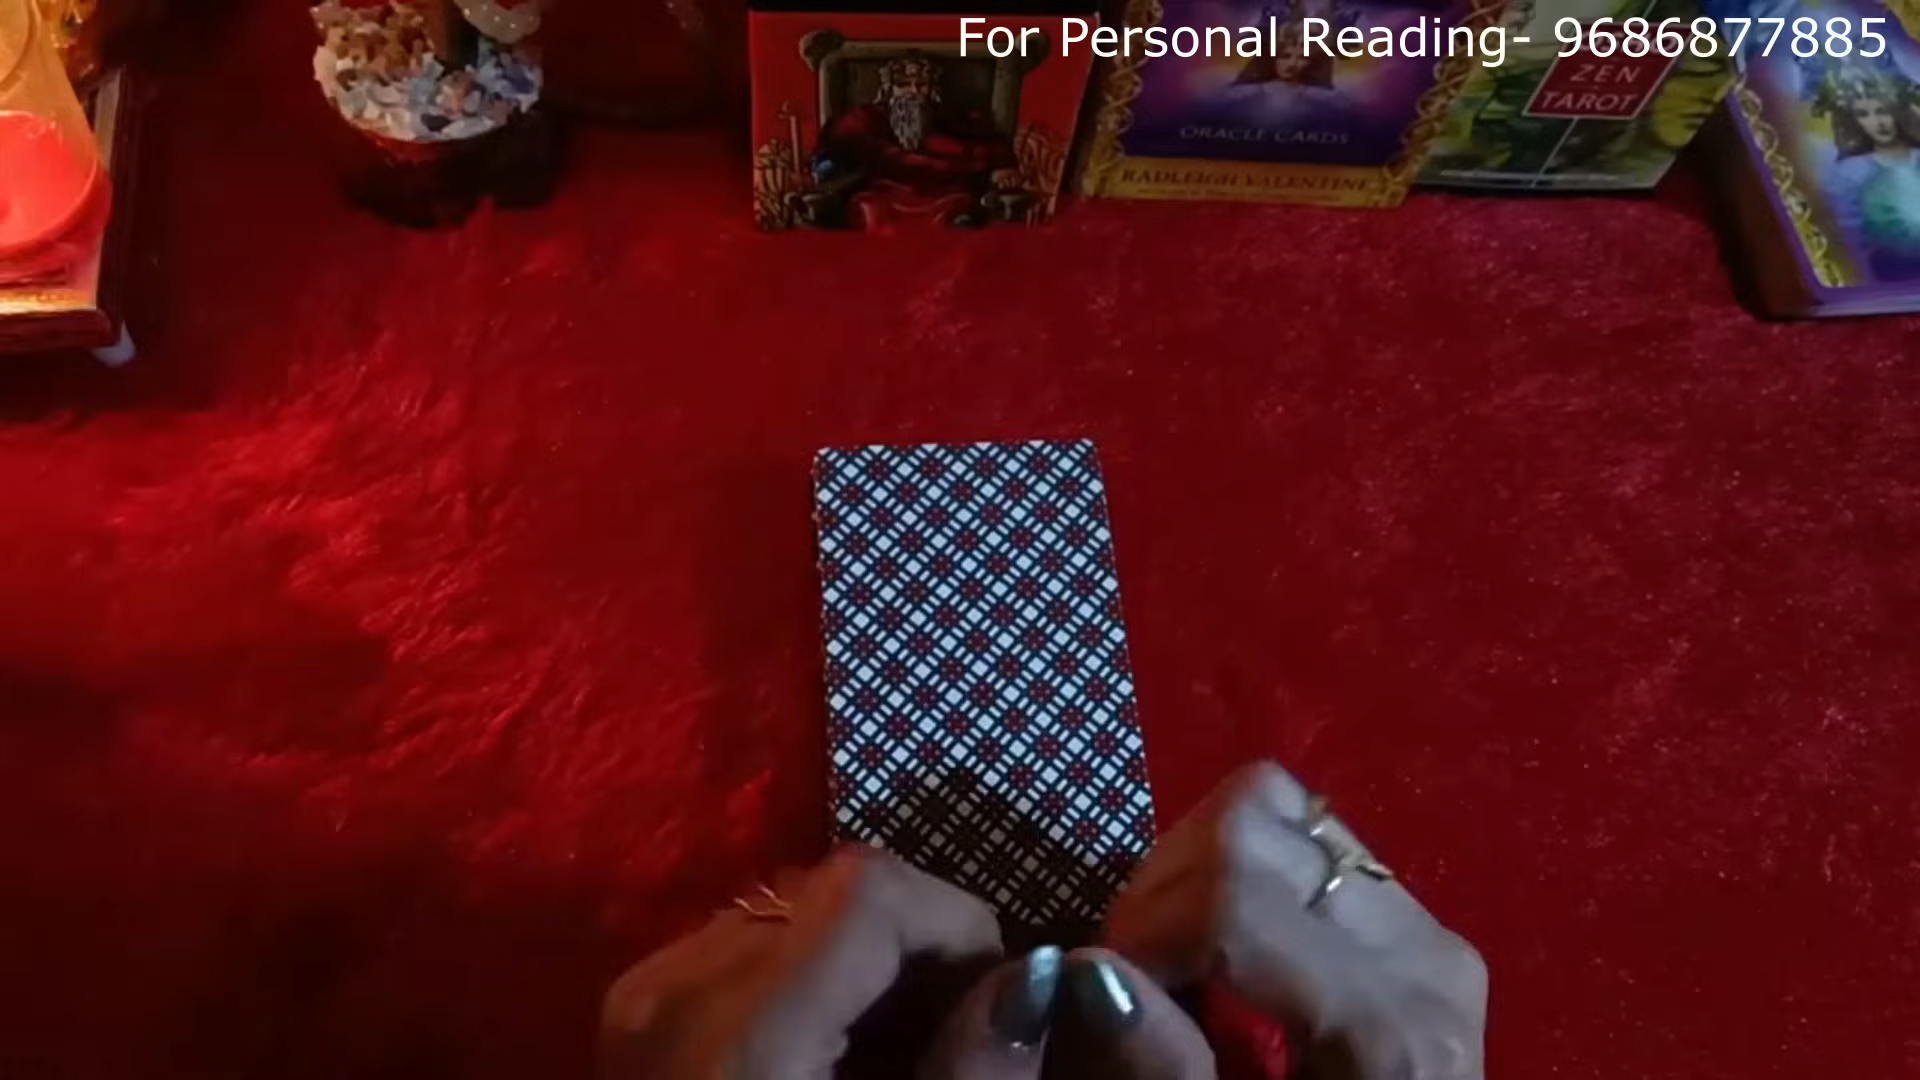 For Personal Reading- 9686877885
ZEN
TAROT
ORACLE CARDS
RADLEIGH VALENTINE